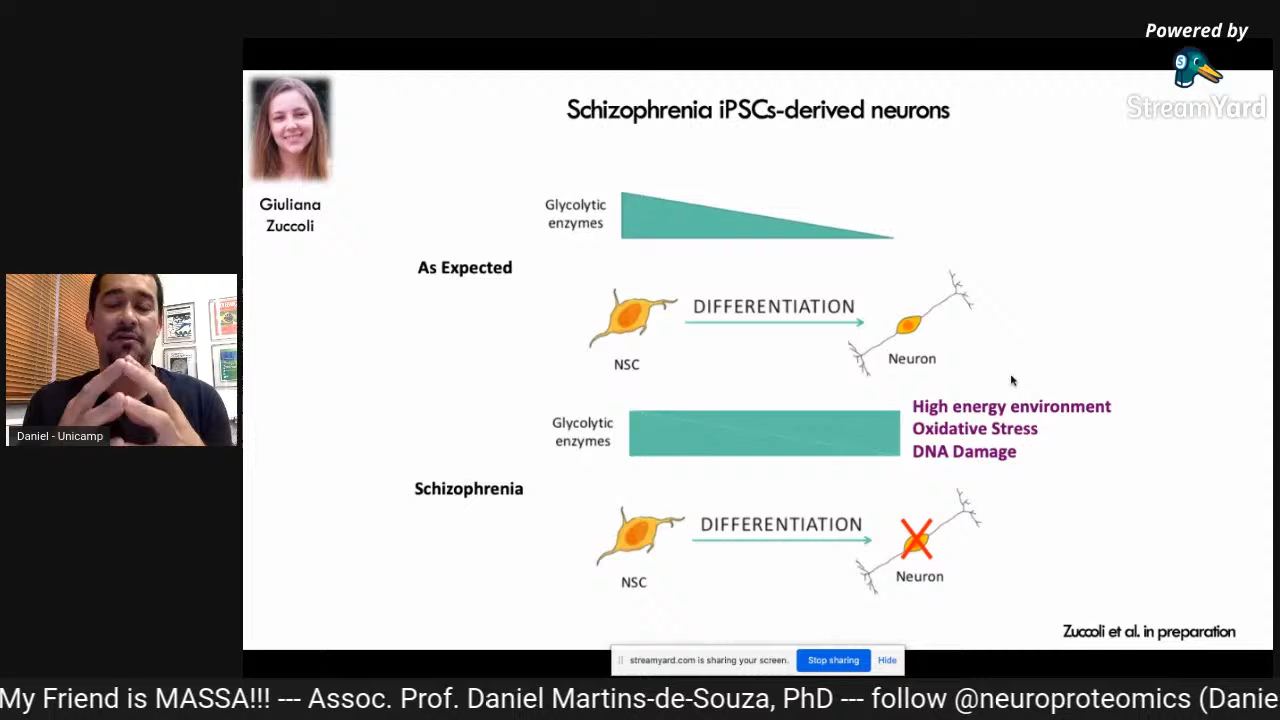 Powered by
S
StreamYard
Schizophrenia iPSCs-derived neurons
Giuliana
Zuccoli
Glycolytic
enzymes
As Expected
DIFFERENTIATION
NSC
Neuron
Glycolytic
enzymes
High energy environment
Oxidative Stress
DNA Damage
Schizophrenia
DIFFERENTIATION
NSC
Neuron
Daniel - Unicamp
Zuccoli et al. in preparation
streamyard.com is sharing your screen.
Stop sharing
Hide
My Friend is MASSA!!! --- Assoc. Prof. Daniel Martins-de-Souza, PhD --- follow @neuroproteomics (Danie